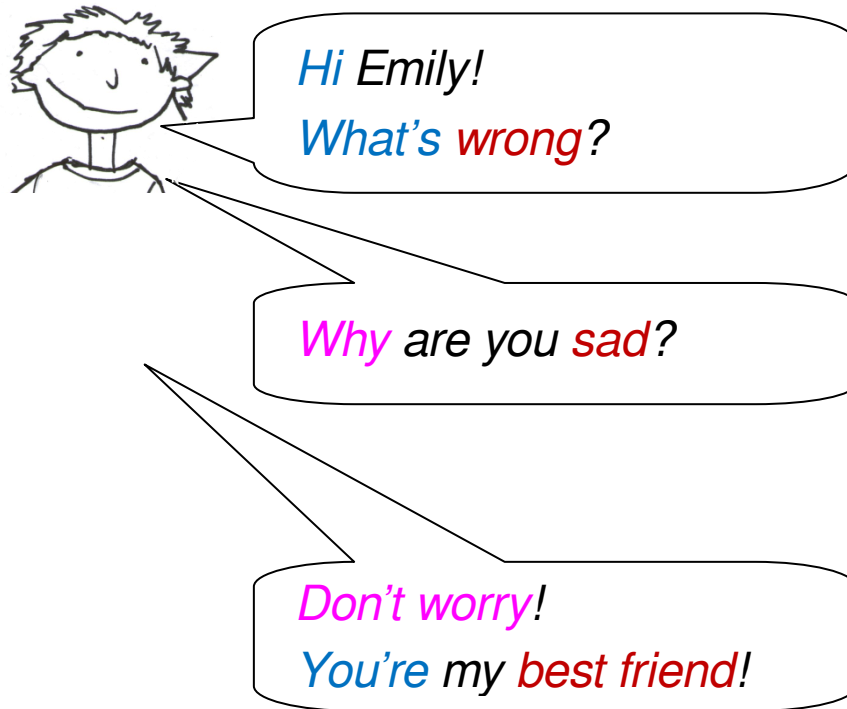 Hi Emily!
What's wrong?
Why are you sad?
Don't worry!
You're my best friend!